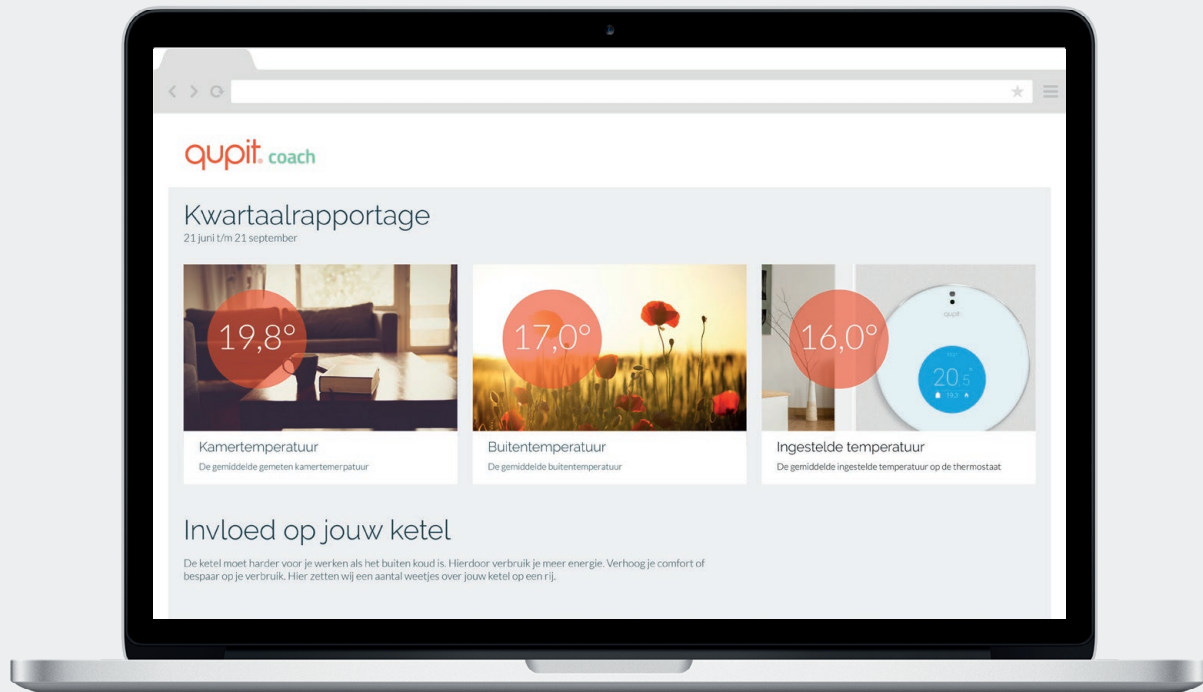 qupit. coach
Kwartaalrapportage
21 juni t/m 21 september
19,8°
17,0°
16,0°
qupit
20,5°
19,3
Kamertemperatuur
De gemiddelde gemeten kamertemerpatuur
Buitentemperatuur
De gemiddelde buitentemperatuur
Ingestelde temperatuur
De gemiddelde ingestelde temperatuur op de thermostaat
Invloed op jouw ketel
De ketel moet harder voor je werken als het buiten koud is. Hierdoor verbruik je meer energie. Verhoog je comfort of
bespaar op je verbruik. Hier zetten wij een aantal weetjes over jouw ketel op een rij.